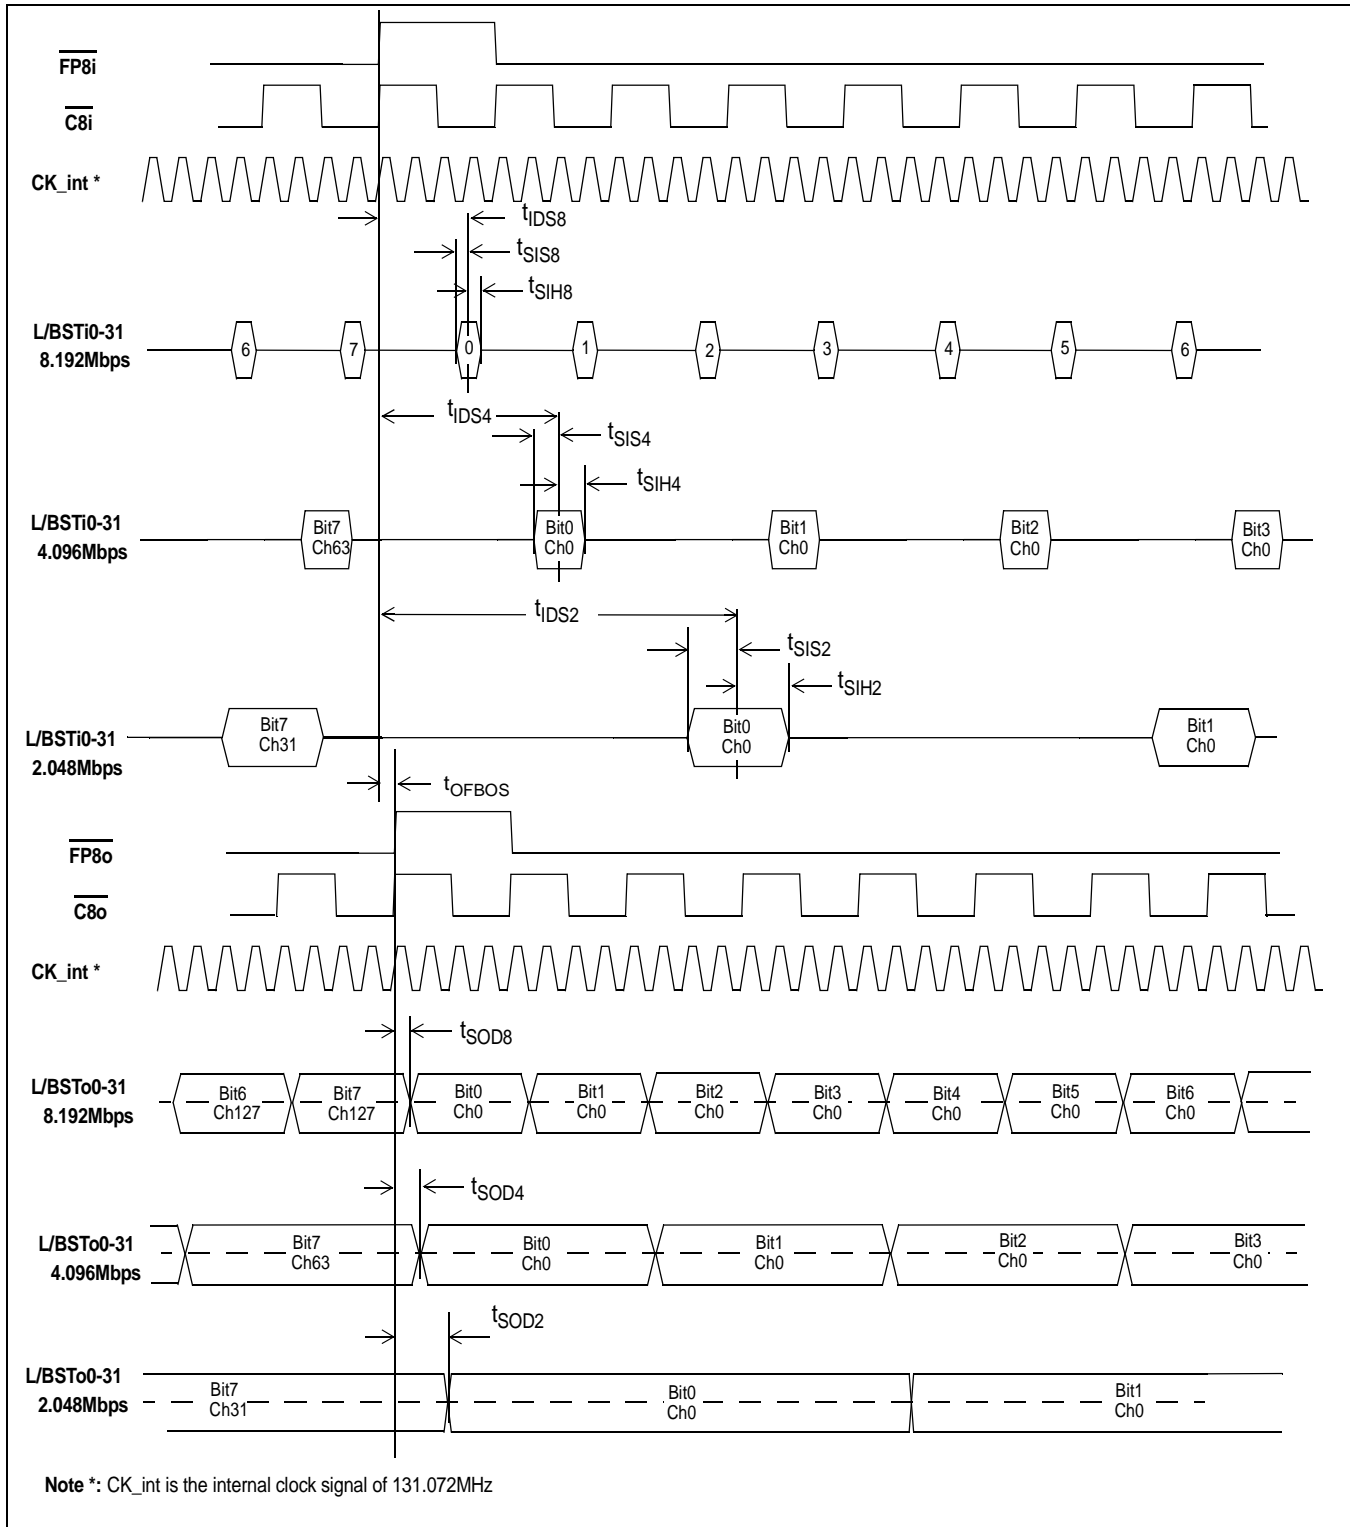 FP8i
C8i
CK_int *
tIDS8
tSIS8
tSIH8
L/BSTi0-31
8.192Mbps
6
7
0
1
2
3
4
5
6
tIDS4
tSIS4
tSIH4
L/BSTi0-31
4.096Mbps
Bit7
Ch63
Bit0
Ch0
Bit1
Ch0
Bit2
Ch0
Bit3
Ch0
tIDS2
tSIS2
tSIH2
L/BSTi0-31
2.048Mbps
Bit7
Ch31
Bit0
Ch0
Bit1
Ch0
tOFBOS
FP8o
C8o
CK_int *
tSOD8
L/BSTo0-31
8.192Mbps
Bit6
Ch127
Bit7
Ch127
Bit0
Ch0
Bit1
Ch0
Bit2
Ch0
Bit3
Ch0
Bit4
Ch0
Bit5
Ch0
Bit6
Ch0
tSOD4
L/BSTo0-31
4.096Mbps
Bit7
Ch63
Bit0
Ch0
Bit1
Ch0
Bit2
Ch0
Bit3
Ch0
tSOD2
L/BSTo0-31
2.048Mbps
Bit7
Ch31
Bit0
Ch0
Bit1
Ch0
Note *: CK_int is the internal clock signal of 131.072MHz